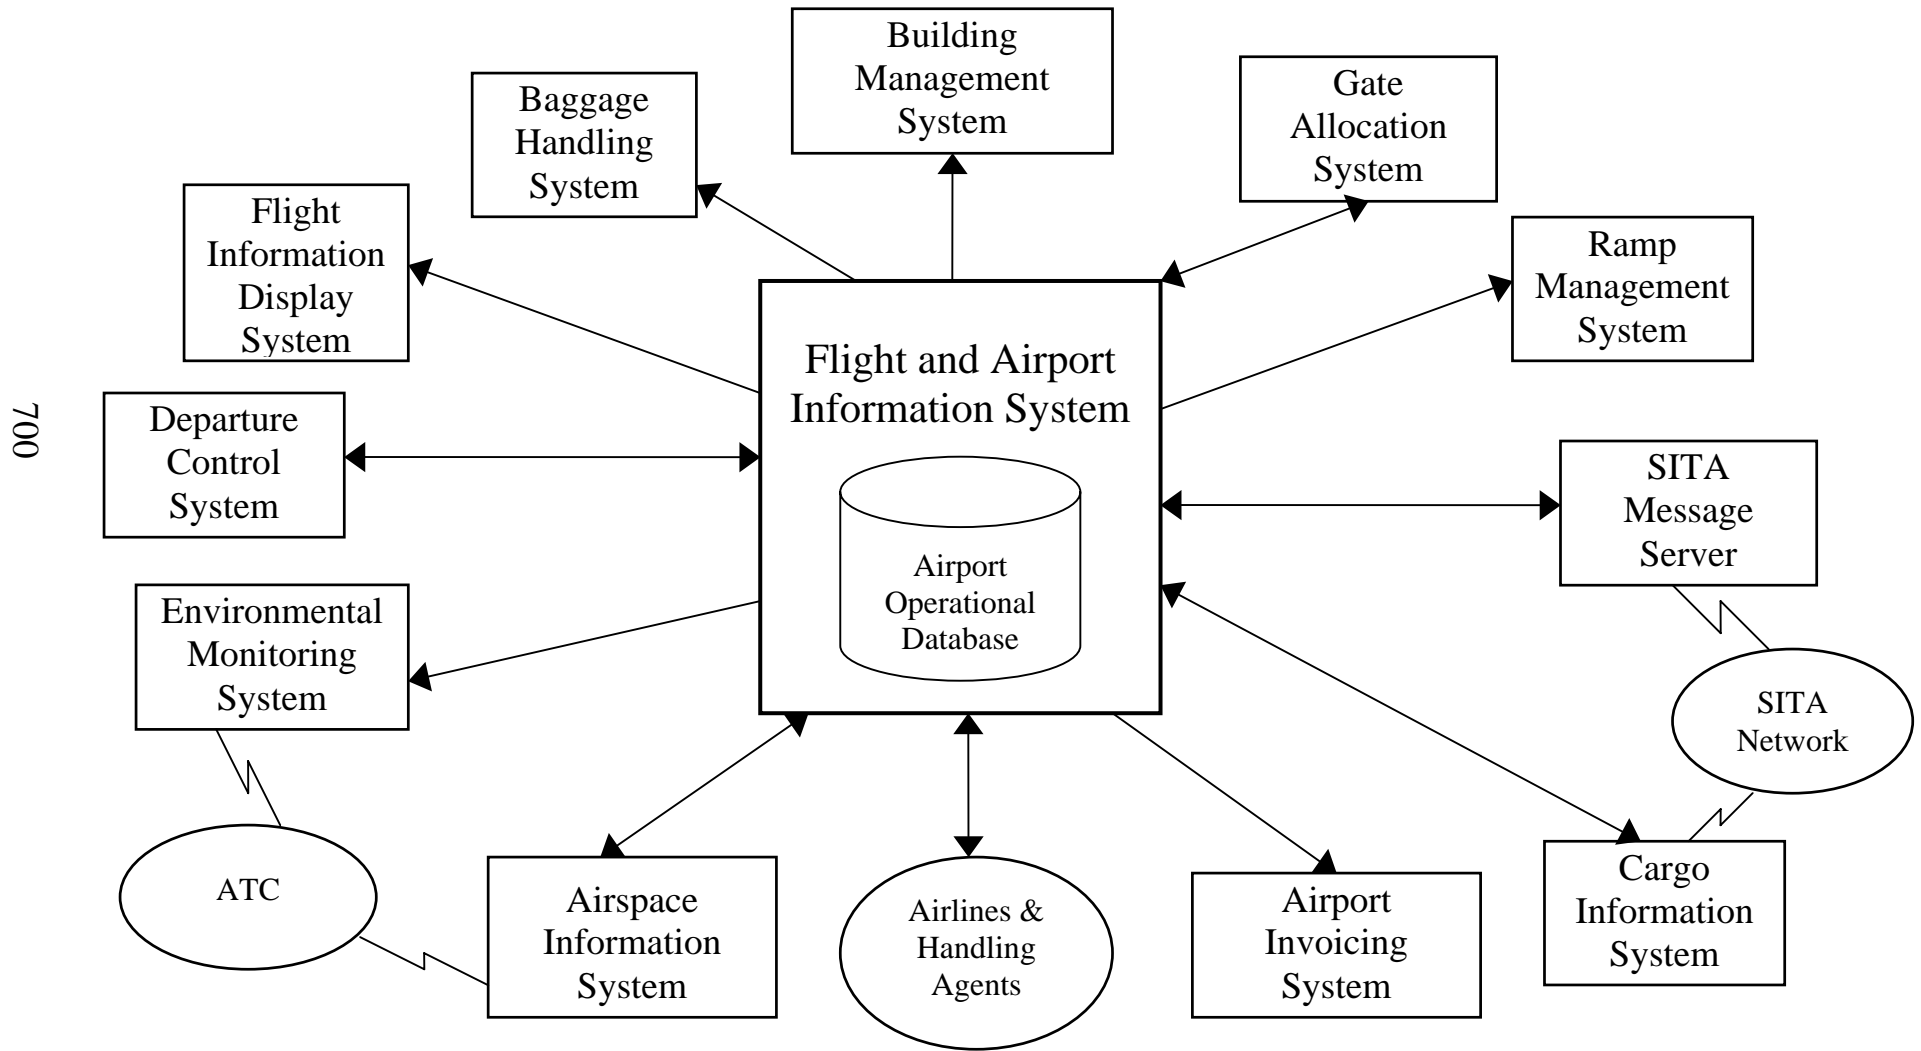 Building
Management
System
Gate
Allocation
System
Baggage
Handling
System
Flight
Information
Display
System
Ramp
Management
System
Flight and Airport
Information System
700
Departure
Control
System
SITA
Message
Server
Airport
Operational
Database
Environmental
Monitoring
System
SITA
Network
ATC
Airspace
Information
System
Airlines &
Handling
Agents
Airport
Invoicing
System
Cargo
Information
System